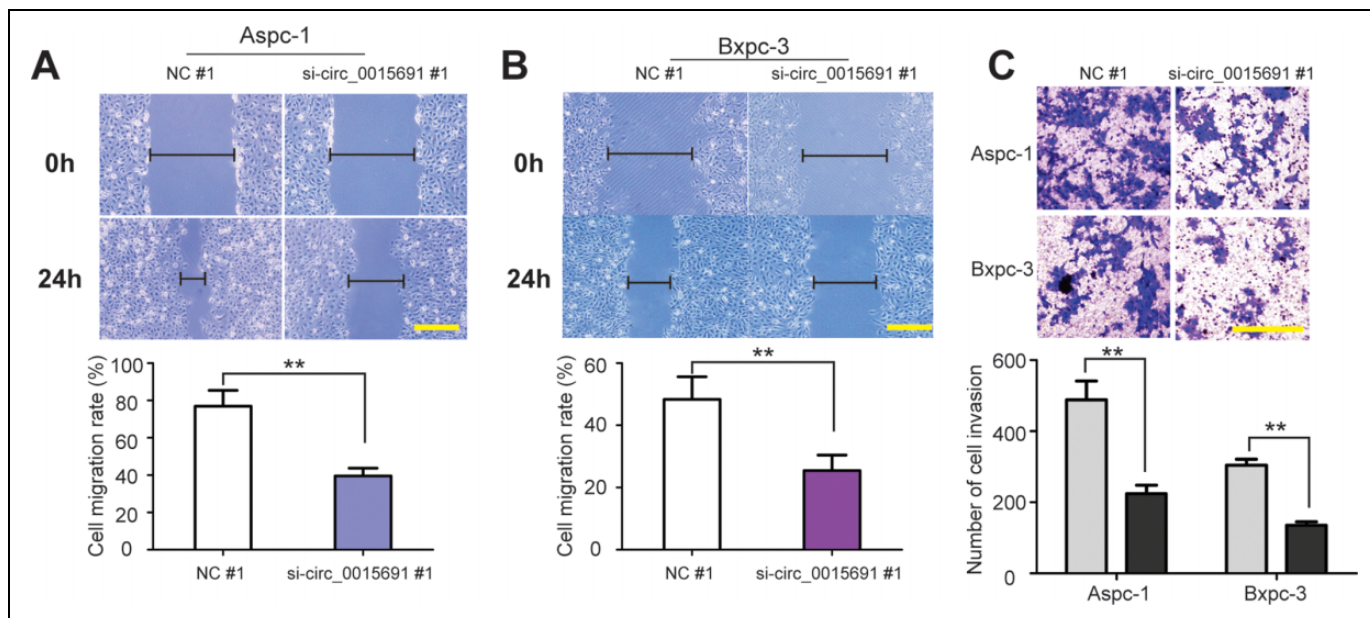 A
Aspc-1
NC #1 si-circ_0015691 #1
0h
24h
Cell migration rate (%)
100
80
60
40
20
0
**
NC #1 si-circ_0015691 #1
B
Bxpc-3
NC #1 si-circ_0015691 #1
0h
24h
Cell migration rate (%)
60
40
20
0
**
NC #1 si-circ_0015691 #1
C
NC #1 si-circ_0015691 #1
Aspc-1
Bxpc-3
Number of cell invasion
600
400
200
0
**
**
Aspc-1 Bxpc-3